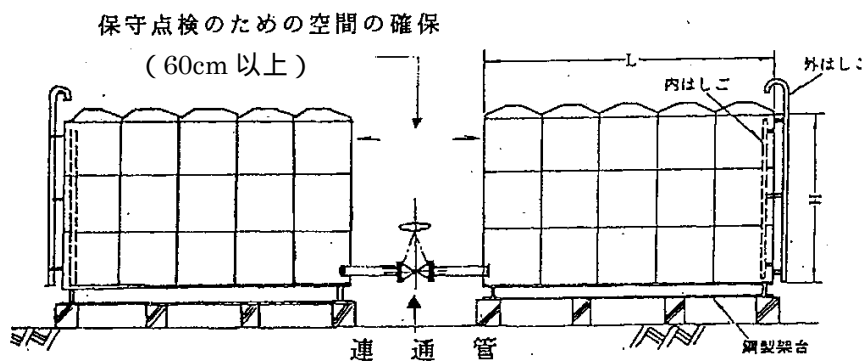 保守点検のための空間の確保
(60cm 以上)
L
外はしご
内はしご
H
鋼製架台
連通管